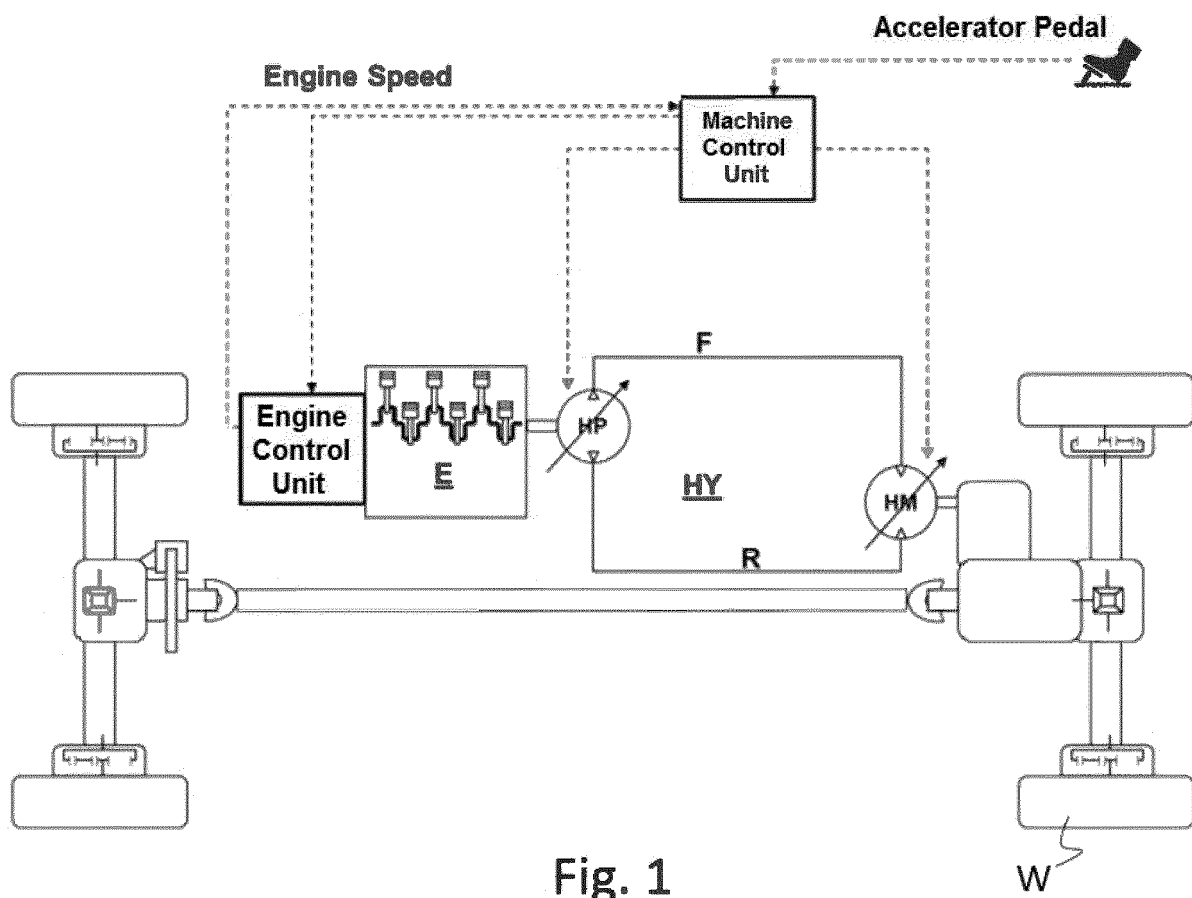 Accelerator Pedal
Engine Speed
Machine
Control
Unit
F
Engine
Control
Unit
E
HP
HY
HM
R
W
Fig. 1